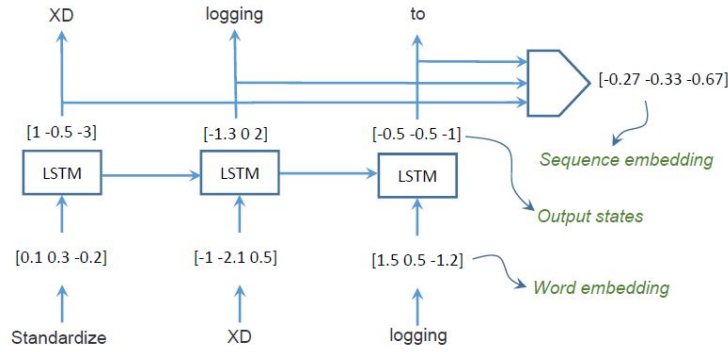 XD logging to
[-0.27 -0.33 -0.67]
[1 -0.5 -3] [-1.3 0 2] [-0.5 -0.5 -1]
Sequence embedding
LSTM LSTM LSTM
Output states
[0.1 0.3 -0.2] [-1 -2.1 0.5] [1.5 0.5 -1.2]
Word embedding
Standardize XD logging